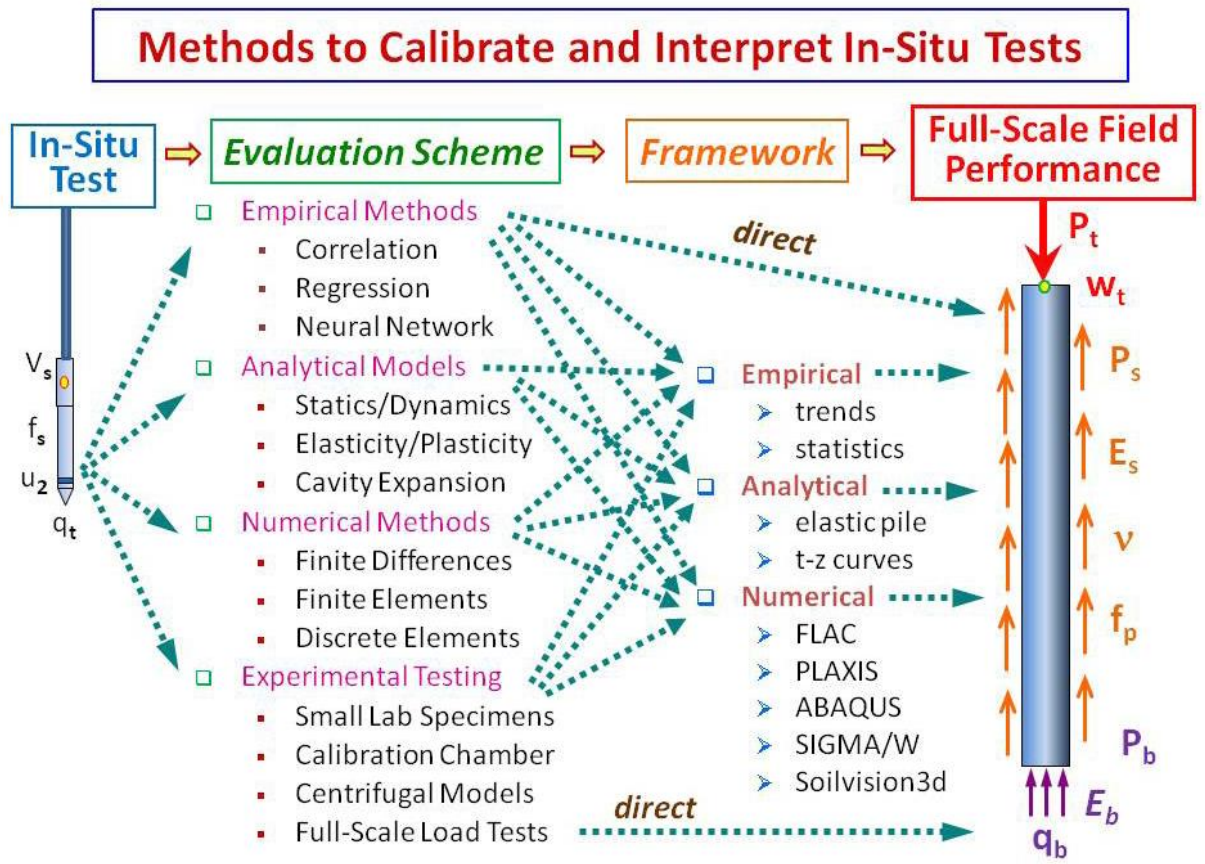 Methods to Calibrate and Interpret In-Situ Tests
In-Situ
Test
Evaluation Scheme
Framework
Full-Scale Field
Performance
Empirical Methods
Correlation
Regression
Neural Network
Analytical Models
Statics/Dynamics
Elasticity/Plasticity
Cavity Expansion
Numerical Methods
Finite Differences
Finite Elements
Discrete Elements
Experimental Testing
Small Lab Specimens
Calibration Chamber
Centrifugal Models
Full-Scale Load Tests
Vs
fs
u2
qt
direct
direct
Empirical
trends
statistics
Analytical
elastic pile
t-z curves
Numerical
FLAC
PLAXIS
ABAQUS
SIGMA/W
Soilvision3d
Pt
wt
Ps
Es
ν
fp
Pb
Eb
qb